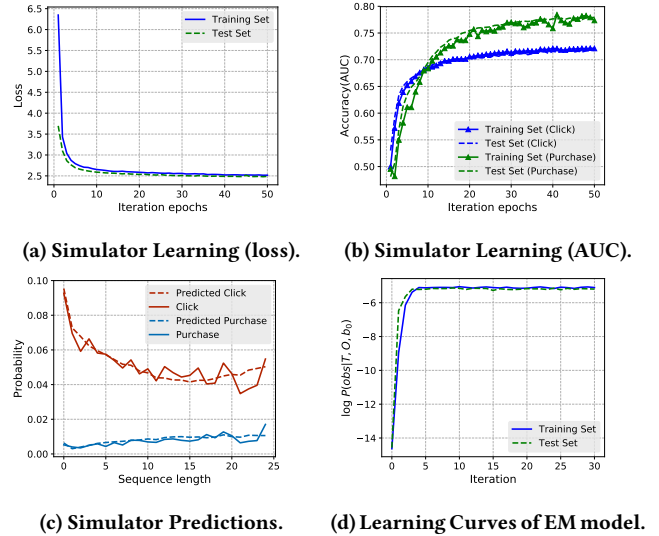 6.5
6.0
5.5
5.0
4.5
4.0
3.5
3.0
2.5
Loss
Training Set
Test Set
0 10 20 30 40 50
Iteration epochs
(a) Simulator Learning (loss).
0.80
0.75
0.70
0.65
0.60
0.55
0.50
Accuracy(AUC)
Training Set (Click)
Test Set (Click)
Training Set (Purchase)
Test Set (Purchase)
0 10 20 30 40 50
Iteration epochs
(b) Simulator Learning (AUC).
0.10
0.08
0.06
0.04
0.02
0.00
Probability
Predicted Click
Click
Predicted Purchase
Purchase
0 5 10 15 20 25
Sequence length
(c) Simulator Predictions.
−6
−8
−10
−12
−14
log P(obs|T, O, b₀)
Training Set
Test Set
0 5 10 15 20 25 30
Iteration
(d) Learning Curves of EM model.